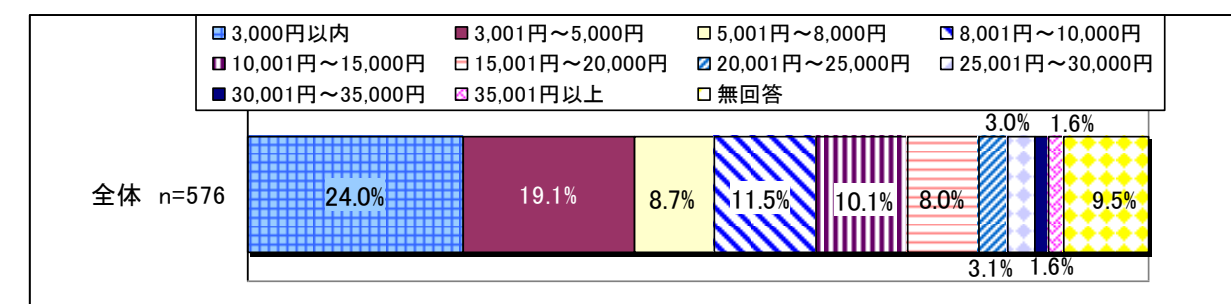 3,000円以内 3,001円～5,000円 5,001円～8,000円 8,001円～10,000円
10,001円～15,000円 15,001円～20,000円 20,001円～25,000円 25,001円～30,000円
30,001円～35,000円 35,001円以上 無回答
3.0% 1.6%
全体 n=576 24.0% 19.1% 8.7% 11.5% 10.1% 8.0% 9.5%
3.1% 1.6%